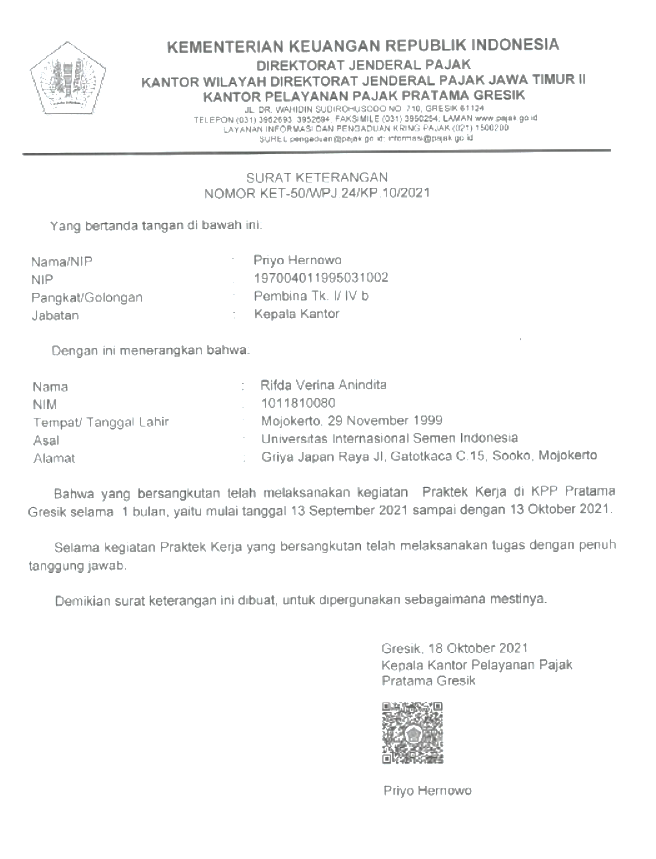 KEMENTERIAN KEUANGAN REPUBLIK INDONESIA
DIREKTORAT JENDERAL PAJAK
KANTOR WILAYAH DIREKTORAT JENDERAL PAJAK JAWA TIMUR II
KANTOR PELAYANAN PAJAK PRATAMA GRESIK
JL. DR. WAHIDIN SUDIROHUSODO NO. 710, GRESIK 61124
TELEPON (031) 3952693, 3952694, FAKSIMILE (031) 3950254, LAMAN www.pajak.go.id
LAYANAN INFORMASI DAN PENGADUAN KRING PAJAK (021) 1500200
SUREL pengaduan@pajak.go.id; informasi@pajak.go.id
SURAT KETERANGAN
NOMOR KET-50/WPJ 24/KP.10/2021
Yang bertanda tangan di bawah ini.
Nama/NIP : Priyo Hernowo
NIP : 197004011995031002
Pangkat/Golongan : Pembina Tk. I/ IV b
Jabatan : Kepala Kantor
Dengan ini menerangkan bahwa.
Nama : Rifda Verina Anindita
NIM : 1011810080
Tempat/ Tanggal Lahir : Mojokerto, 29 November 1999
Asal : Universitas Internasional Semen Indonesia
Alamat : Griya Japan Raya Jl, Gatotkaca C.15, Sooko, Mojokerto
Bahwa yang bersangkutan telah melaksanakan kegiatan Praktek Kerja di KPP Pratama
Gresik selama 1 bulan, yaitu mulai tanggal 13 September 2021 sampai dengan 13 Oktober 2021.
Selama kegiatan Praktek Kerja yang bersangkutan telah melaksanakan tugas dengan penuh
tanggung jawab.
Demikian surat keterangan ini dibuat, untuk dipergunakan sebagaimana mestinya.
Gresik, 18 Oktober 2021
Kepala Kantor Pelayanan Pajak
Pratama Gresik
Priyo Hernowo